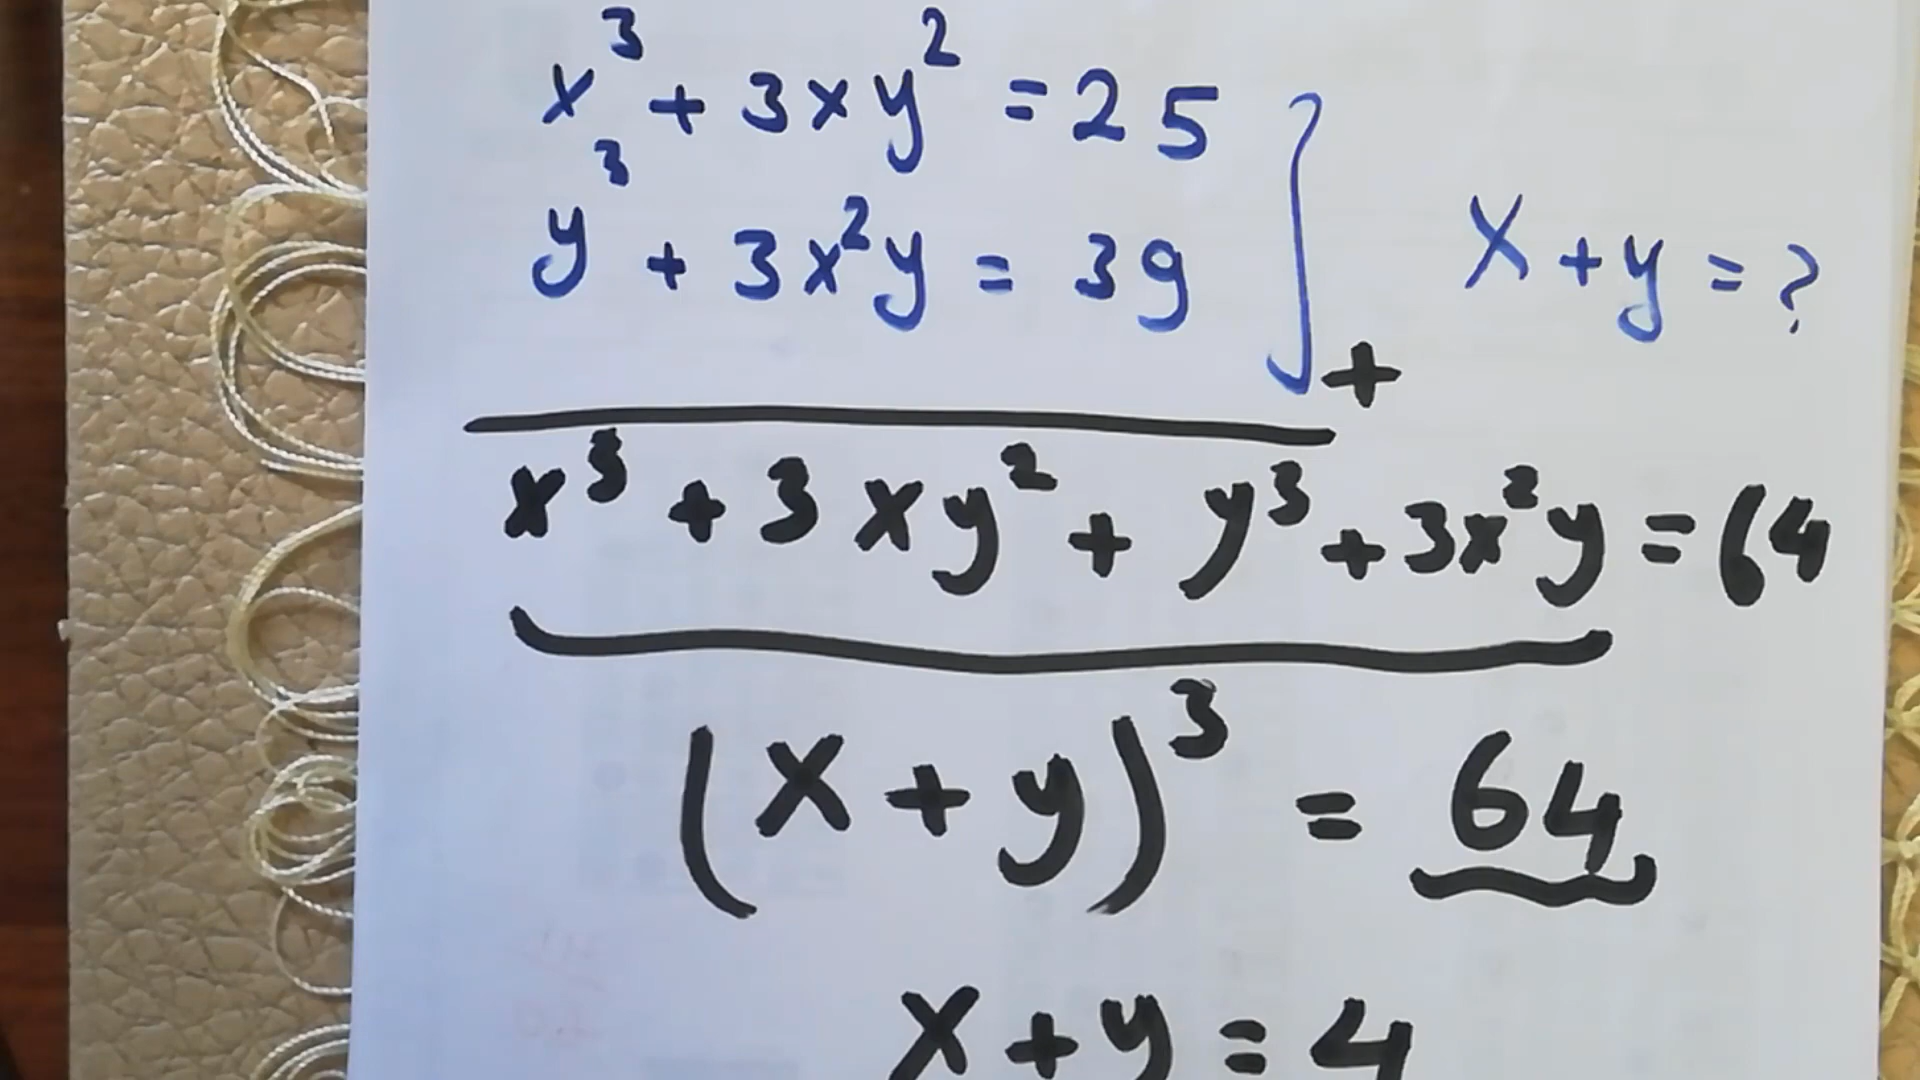 x³ + 3xy² = 25
y³ + 3x²y = 39
x + y = ?
+
x³ + 3xy² + y³ + 3x²y = 64
(x + y)³ = 64
x + y = 4